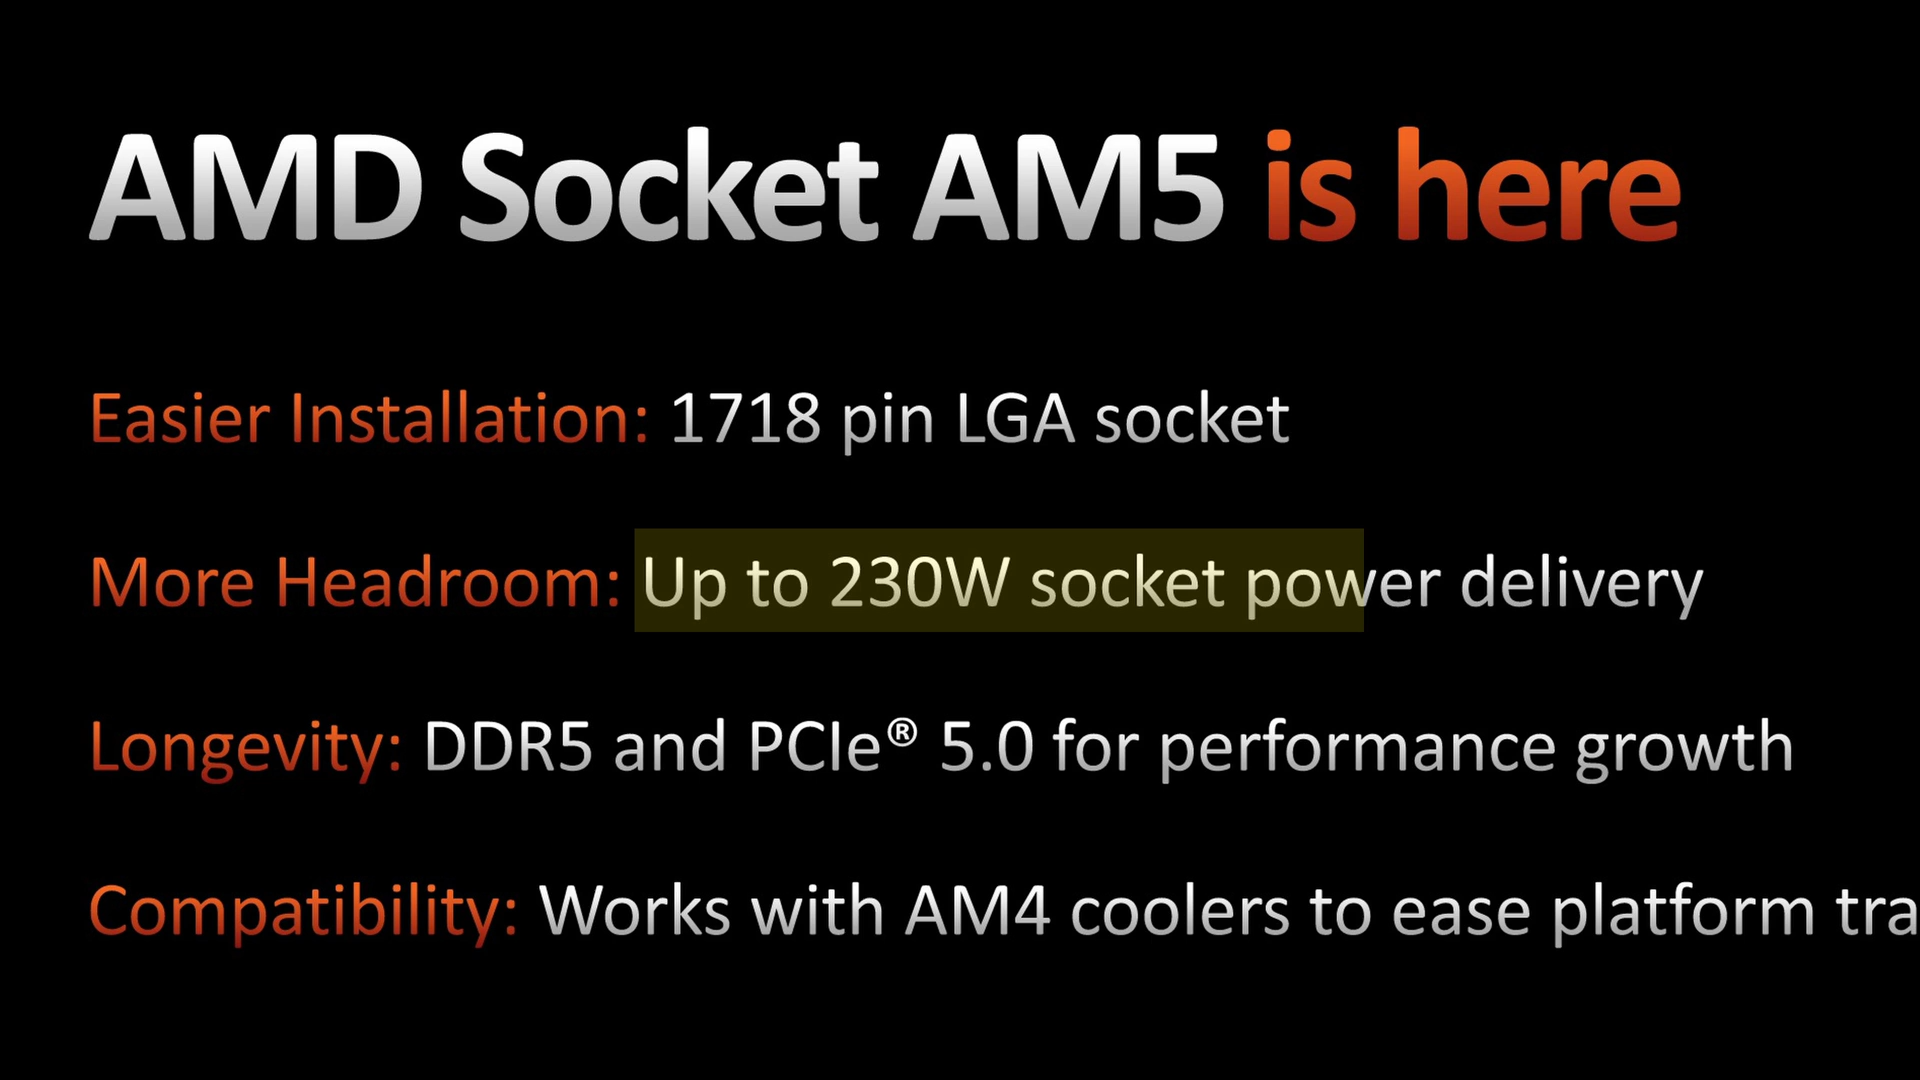 AMD Socket AM5 is here
Easier Installation: 1718 pin LGA socket
More Headroom: Up to 230W socket power delivery
Longevity: DDR5 and PCIe® 5.0 for performance growth
Compatibility: Works with AM4 coolers to ease platform tra